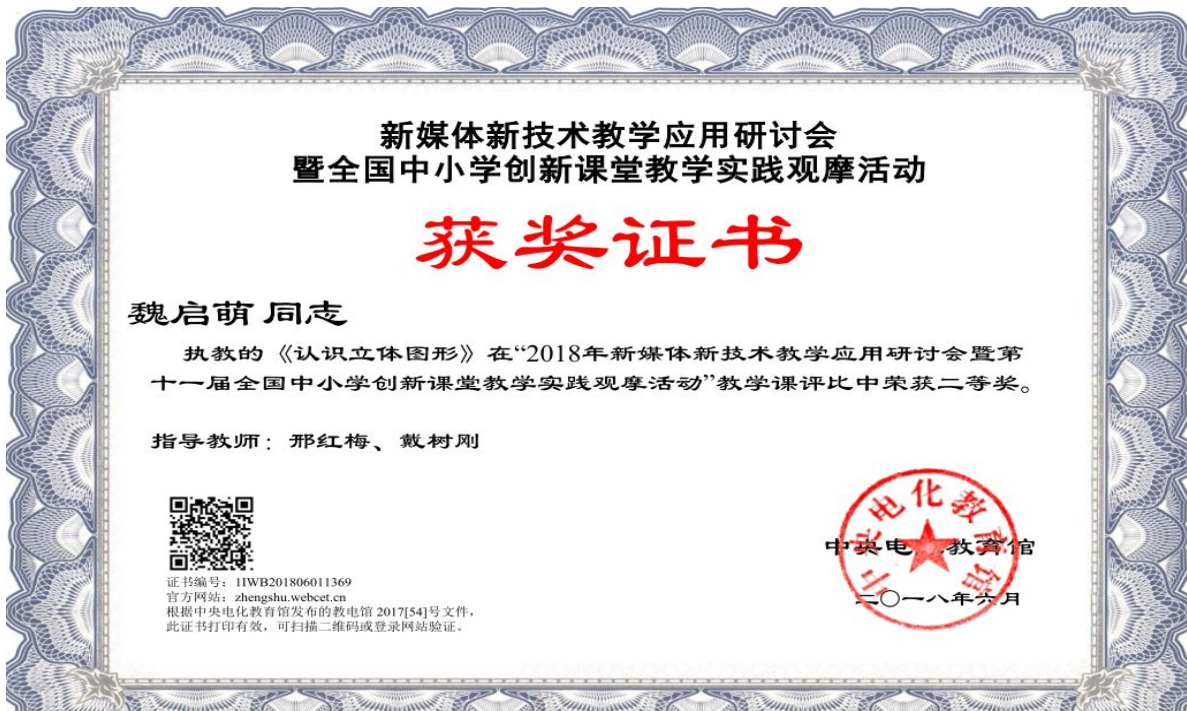 新媒体新技术教学应用研讨会
暨全国中小学创新课堂教学实践观摩活动
获奖证书
魏启萌 同志
执教的《认识立体图形》在“2018年新媒体新技术教学应用研讨会暨第
十一届全国中小学创新课堂教学实践观摩活动”教学课评比中荣获二等奖。
指导教师：邢红梅、戴树刚
中央电化教育馆
中央电化教育馆
二〇一八年六月
证书编号：1IWB201806011369
官方网站：zhengshu.webcet.cn
根据中央电化教育馆发布的教电馆 2017[54]号文件，
此证书打印有效，可扫描二维码或登录网站验证。